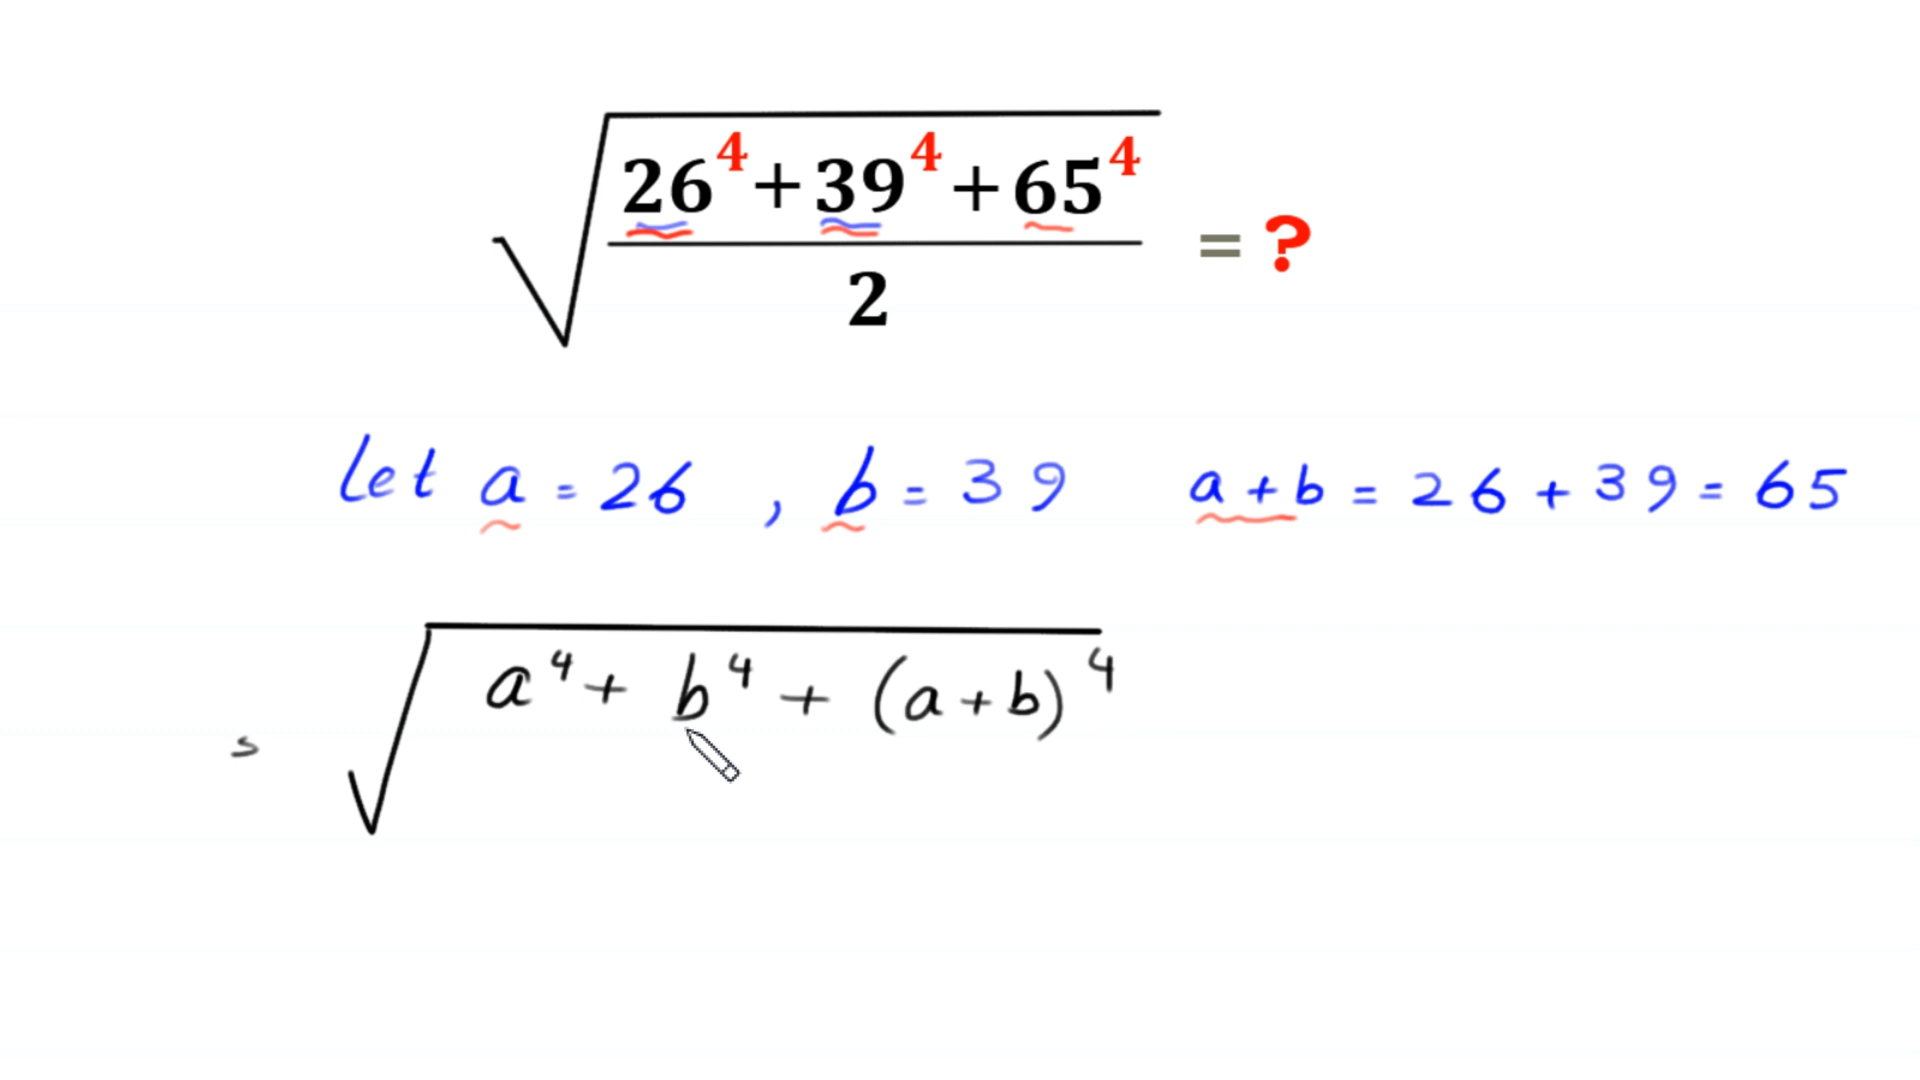 √((26⁴+39⁴+65⁴)/2) = ?
let a = 26 , b = 39 a + b = 26 + 39 = 65
= √(a⁴ + b⁴ + (a + b)⁴)